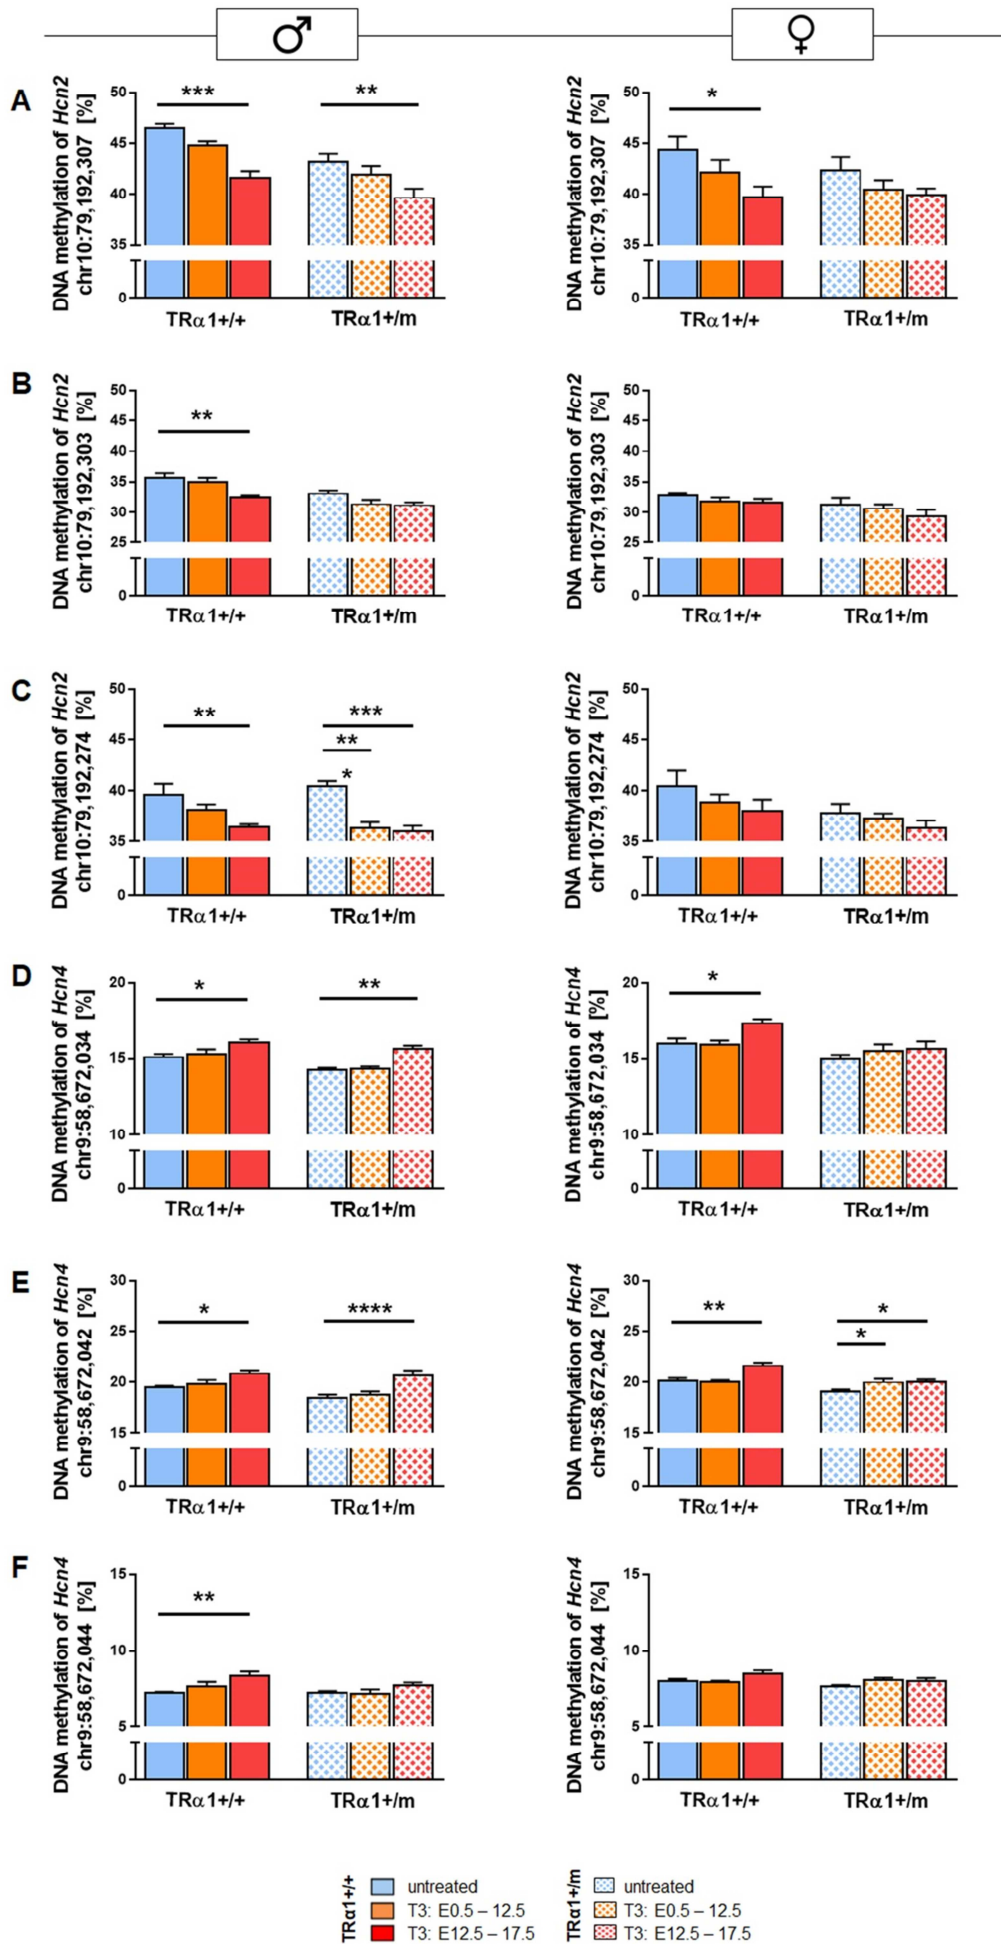 ♂ ♀
A
DNA methylation of Hcn2
chr10:79,192,307 [%]
50
45
40
35
0
***
**
TRα1+/+ TRα1+/m
DNA methylation of Hcn2
chr10:79,192,307 [%]
50
45
40
35
0
*
TRα1+/+ TRα1+/m
B
DNA methylation of Hcn2
chr10:79,192,303 [%]
50
45
40
35
30
25
0
**
TRα1+/+ TRα1+/m
DNA methylation of Hcn2
chr10:79,192,303 [%]
50
45
40
35
30
25
0
TRα1+/+ TRα1+/m
C
DNA methylation of Hcn2
chr10:79,192,274 [%]
50
45
40
35
0
**
***
**
*
TRα1+/+ TRα1+/m
DNA methylation of Hcn2
chr10:79,192,274 [%]
50
45
40
35
0
TRα1+/+ TRα1+/m
D
DNA methylation of Hcn4
chr9:58,672,034 [%]
20
15
10
0
*
**
TRα1+/+ TRα1+/m
DNA methylation of Hcn4
chr9:58,672,034 [%]
20
15
10
0
*
TRα1+/+ TRα1+/m
E
DNA methylation of Hcn4
chr9:58,672,042 [%]
30
25
20
15
0
*
****
TRα1+/+ TRα1+/m
DNA methylation of Hcn4
chr9:58,672,042 [%]
30
25
20
15
0
**
*
*
TRα1+/+ TRα1+/m
F
DNA methylation of Hcn4
chr9:58,672,044 [%]
15
10
5
0
**
TRα1+/+ TRα1+/m
DNA methylation of Hcn4
chr9:58,672,044 [%]
15
10
5
0
TRα1+/+ TRα1+/m
TRα1+/+
untreated
T3: E0.5 – 12.5
T3: E12.5 – 17.5
TRα1+/m
untreated
T3: E0.5 – 12.5
T3: E12.5 – 17.5